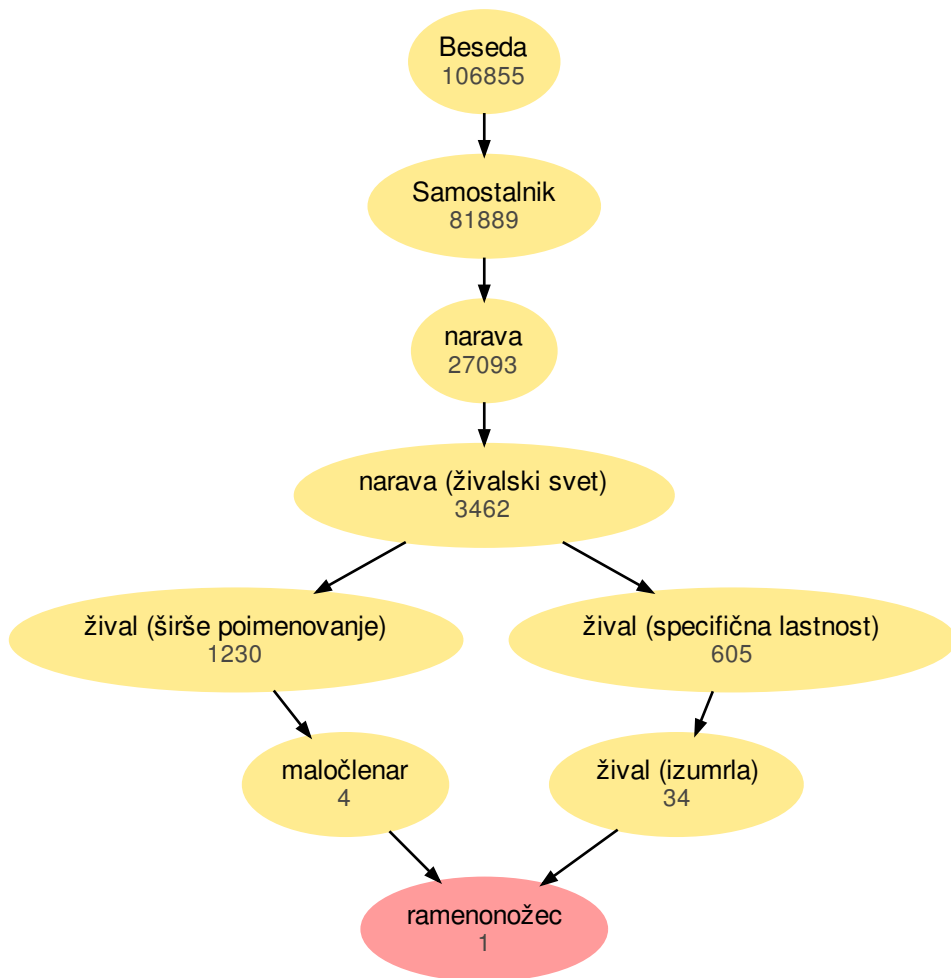 Beseda
106855
Samostalnik
81889
narava
27093
narava (živalski svet)
3462
žival (širše poimenovanje)
1230
žival (specifična lastnost)
605
maločlenar
4
žival (izumrla)
34
ramenonožec
1